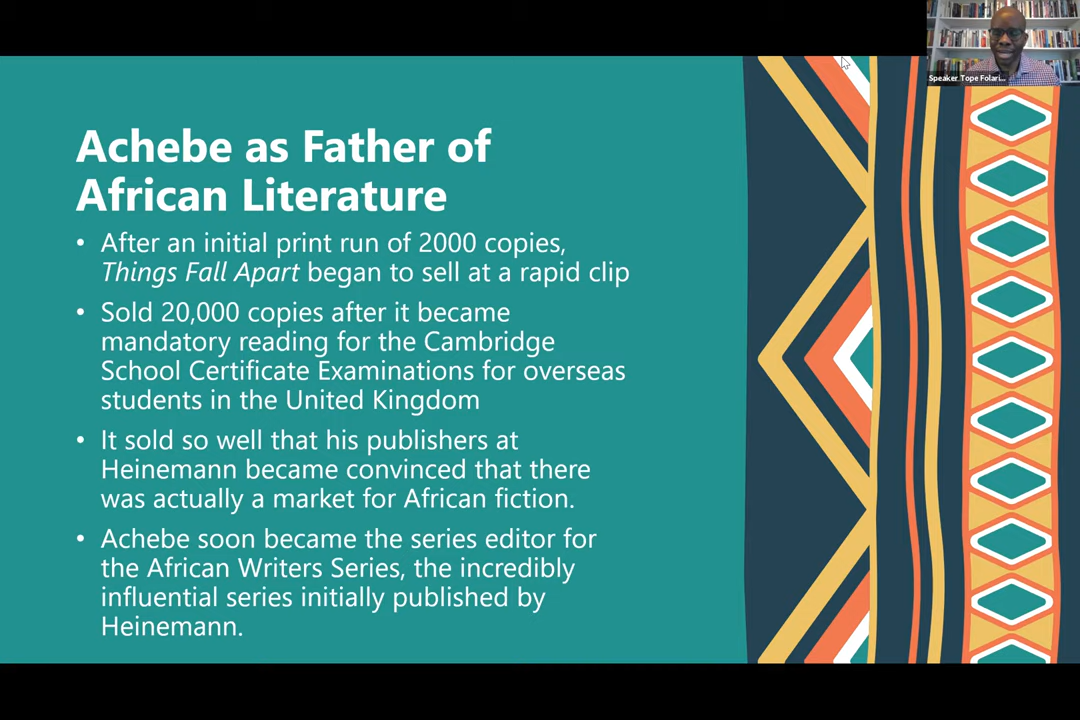 Speaker Tope Folari...
Achebe as Father of
African Literature
• After an initial print run of 2000 copies,
Things Fall Apart began to sell at a rapid clip
• Sold 20,000 copies after it became
mandatory reading for the Cambridge
School Certificate Examinations for overseas
students in the United Kingdom
• It sold so well that his publishers at
Heinemann became convinced that there
was actually a market for African fiction.
• Achebe soon became the series editor for
the African Writers Series, the incredibly
influential series initially published by
Heinemann.